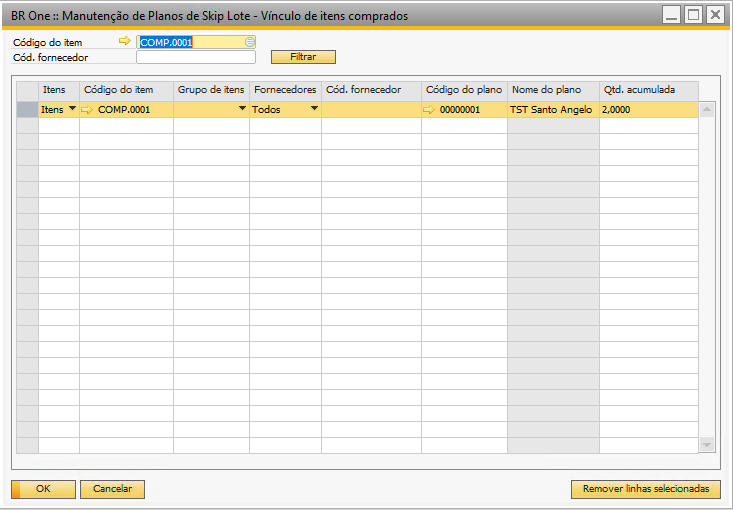 BR One :: Manutenção de Planos de Skip Lote - Vínculo de itens comprados
Código do item COMP.0001
Cód. fornecedor Filtrar
Itens Código do item Grupo de itens Fornecedores Cód. fornecedor Código do plano Nome do plano Qtd. acumulada
Itens COMP.0001 Todos 00000001 TST Santo Angelo 2,0000
OK Cancelar Remover linhas selecionadas